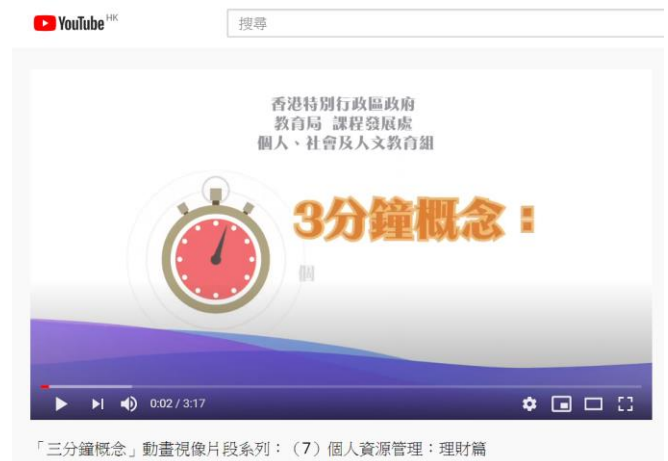 YouTube HK
搜尋
香港特別行政區政府
教育局 課程發展處
個人、社會及人文教育組
3分鐘概念：
個
0:02 / 3:17
「三分鐘概念」動畫視像片段系列：（7）個人資源管理：理財篇